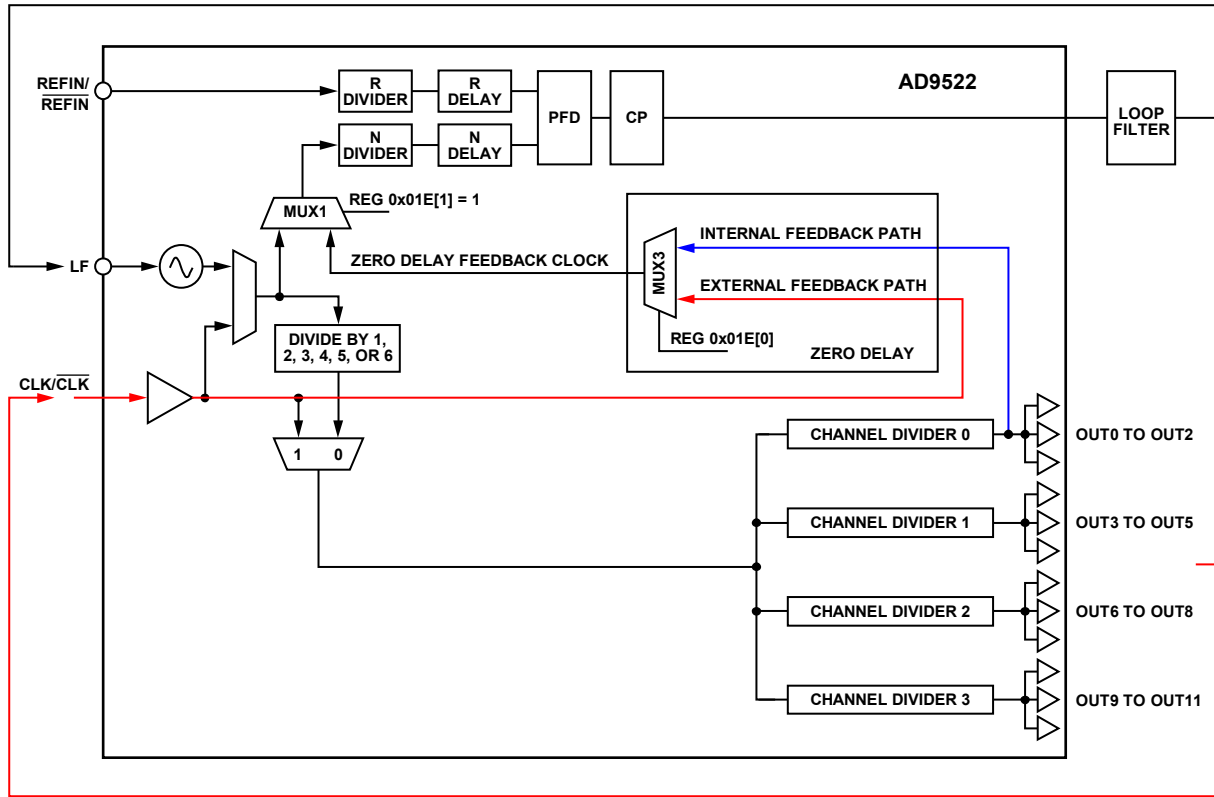 AD9522
REFIN/
REFIN
R
DIVIDER
R
DELAY
PFD
CP
LOOP
FILTER
N
DIVIDER
N
DELAY
REG 0x01E[1] = 1
MUX1
INTERNAL FEEDBACK PATH
LF
ZERO DELAY FEEDBACK CLOCK
MUX3
EXTERNAL FEEDBACK PATH
REG 0x01E[0]
ZERO DELAY
DIVIDE BY 1,
2, 3, 4, 5, OR 6
CLK/CLK
1 0
CHANNEL DIVIDER 0
OUT0 TO OUT2
CHANNEL DIVIDER 1
OUT3 TO OUT5
CHANNEL DIVIDER 2
OUT6 TO OUT8
CHANNEL DIVIDER 3
OUT9 TO OUT11